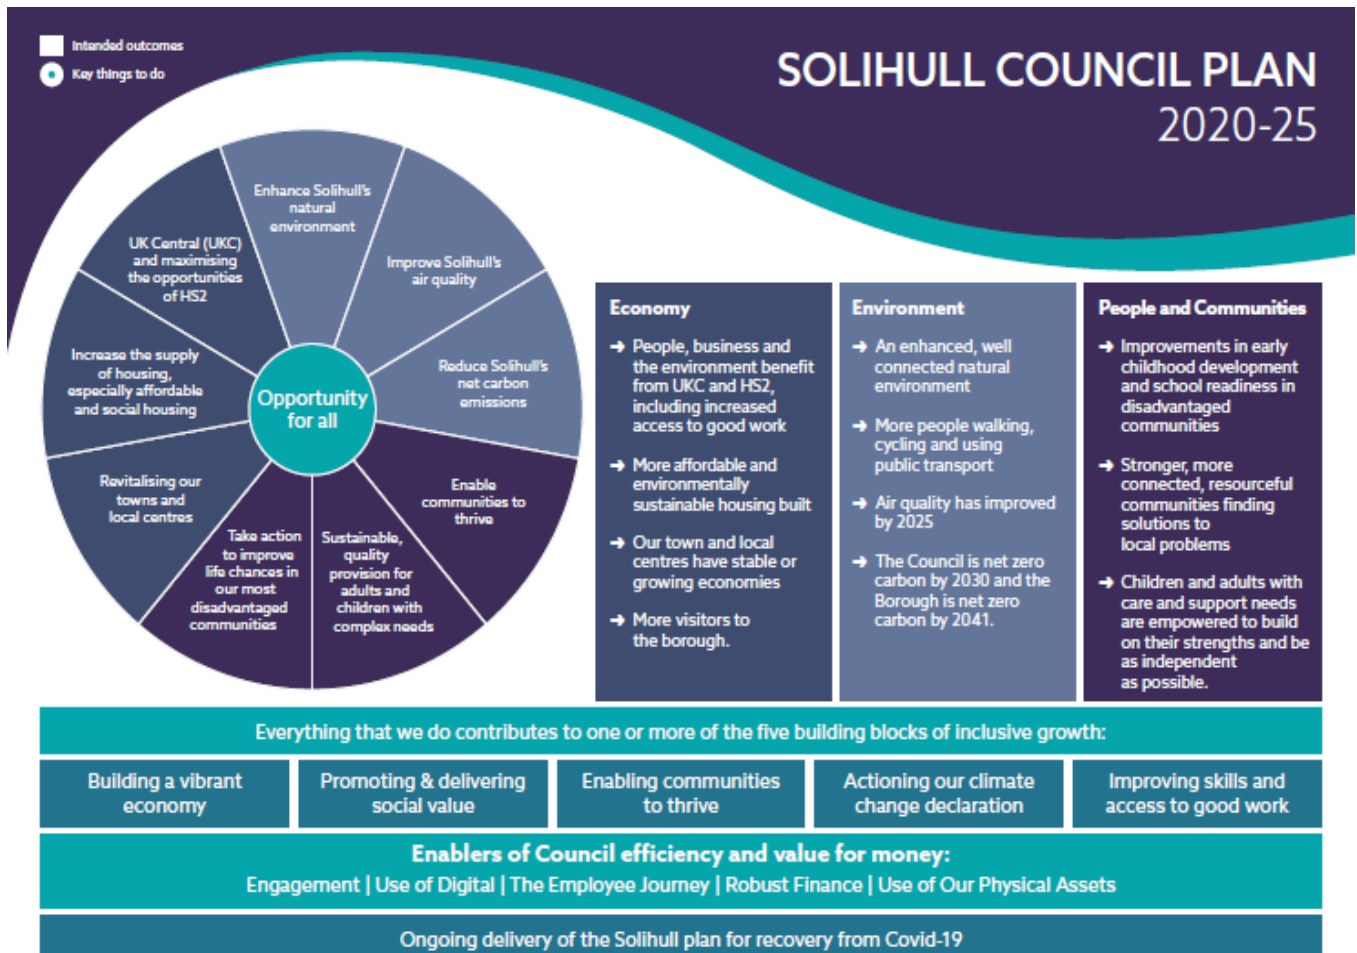 Intended outcomes
Key things to do
SOLIHULL COUNCIL PLAN
2020-25
Enhance Solihull's
natural
environment
Improve Solihull's
air quality
Reduce Solihull's
net carbon
emissions
Enable
communities to
thrive
Sustainable,
quality
provision for
adults and
children with
complex needs
Take action
to improve
life chances in
our most
disadvantaged
communities
Revitalising our
towns and
local centres
Increase the supply
of housing,
especially affordable
and social housing
UK Central (UKC)
and maximising
the opportunities
of HS2
Opportunity
for all
Economy
→ People, business and
the environment benefit
from UKC and HS2,
including increased
access to good work
→ More affordable and
environmentally
sustainable housing built
→ Our town and local
centres have stable or
growing economies
→ More visitors to
the borough.
Environment
→ An enhanced, well
connected natural
environment
→ More people walking,
cycling and using
public transport
→ Air quality has improved
by 2025
→ The Council is net zero
carbon by 2030 and the
Borough is net zero
carbon by 2041.
People and Communities
→ Improvements in early
childhood development
and school readiness in
disadvantaged
communities
→ Stronger, more
connected, resourceful
communities finding
solutions to
local problems
→ Children and adults with
care and support needs
are empowered to build
on their strengths and be
as independent
as possible.
Everything that we do contributes to one or more of the five building blocks of inclusive growth:
Building a vibrant
economy
Promoting & delivering
social value
Enabling communities
to thrive
Actioning our climate
change declaration
Improving skills and
access to good work
Enablers of Council efficiency and value for money:
Engagement | Use of Digital | The Employee Journey | Robust Finance | Use of Our Physical Assets
Ongoing delivery of the Solihull plan for recovery from Covid-19